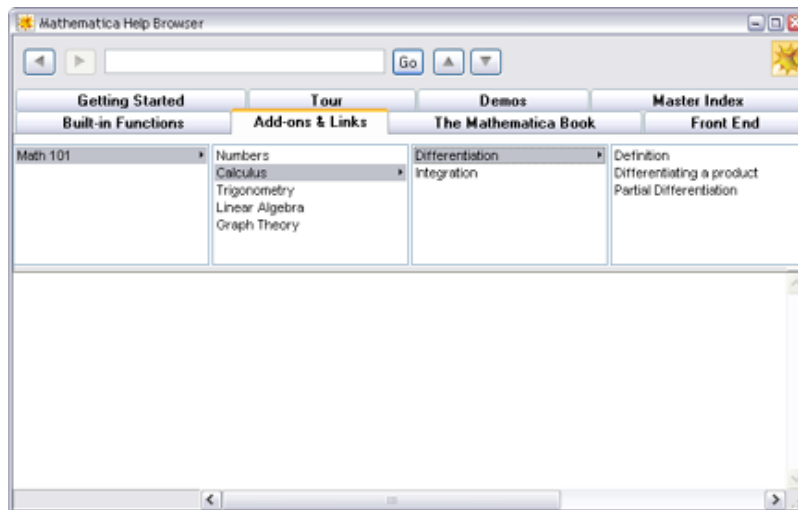 Mathematica Help Browser
Go
Getting Started Tour Demos Master Index
Built-in Functions Add-ons & Links The Mathematica Book Front End
Math 101
Numbers
Calculus
Trigonometry
Linear Algebra
Graph Theory
Differentiation
Integration
Definition
Differentiating a product
Partial Differentiation